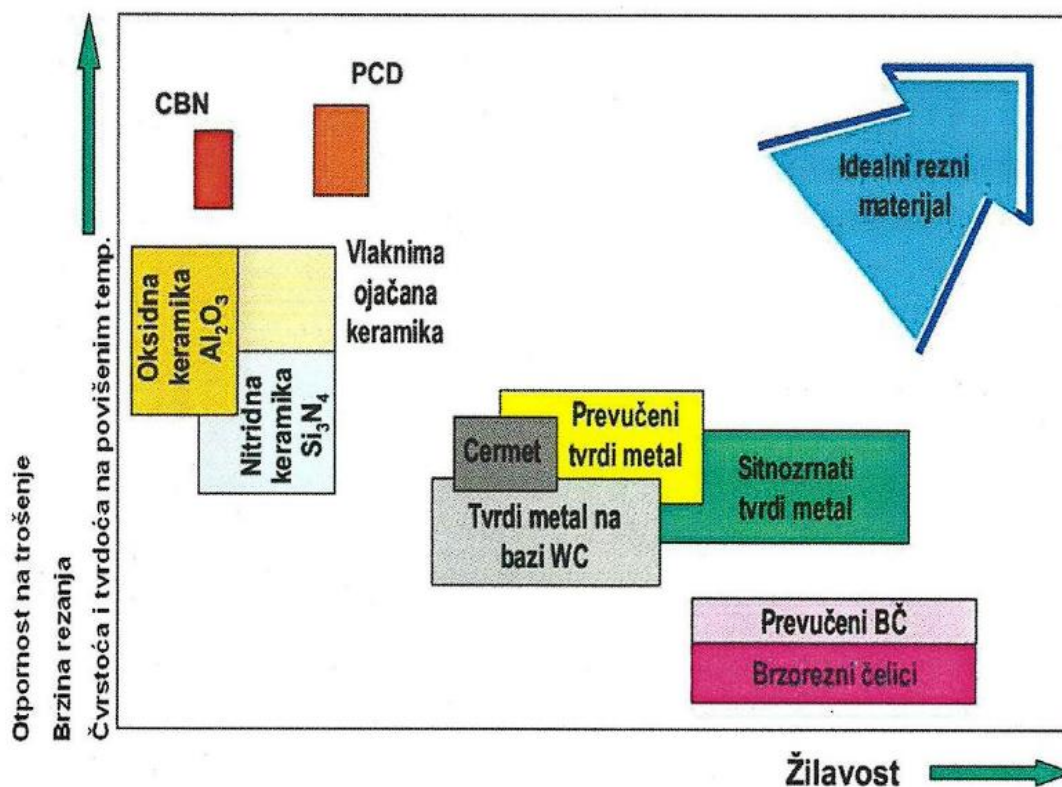 PCD
CBN
Idealni rezni
materijal
Vlaknima
ojačana
keramika
Oksidna
keramika
Al₂O₃
Nitridna
keramika
Si₃N₄
Prevučeni
tvrdi metal
Cermet
Sitnozrnati
tvrdi metal
Tvrdi metal na
bazi WC
Prevučeni BČ
Brzorezni čelici
Otpornost na trošenje
Brzina rezanja
Čvrstoća i tvrdoća na povišenim temp.
Žilavost